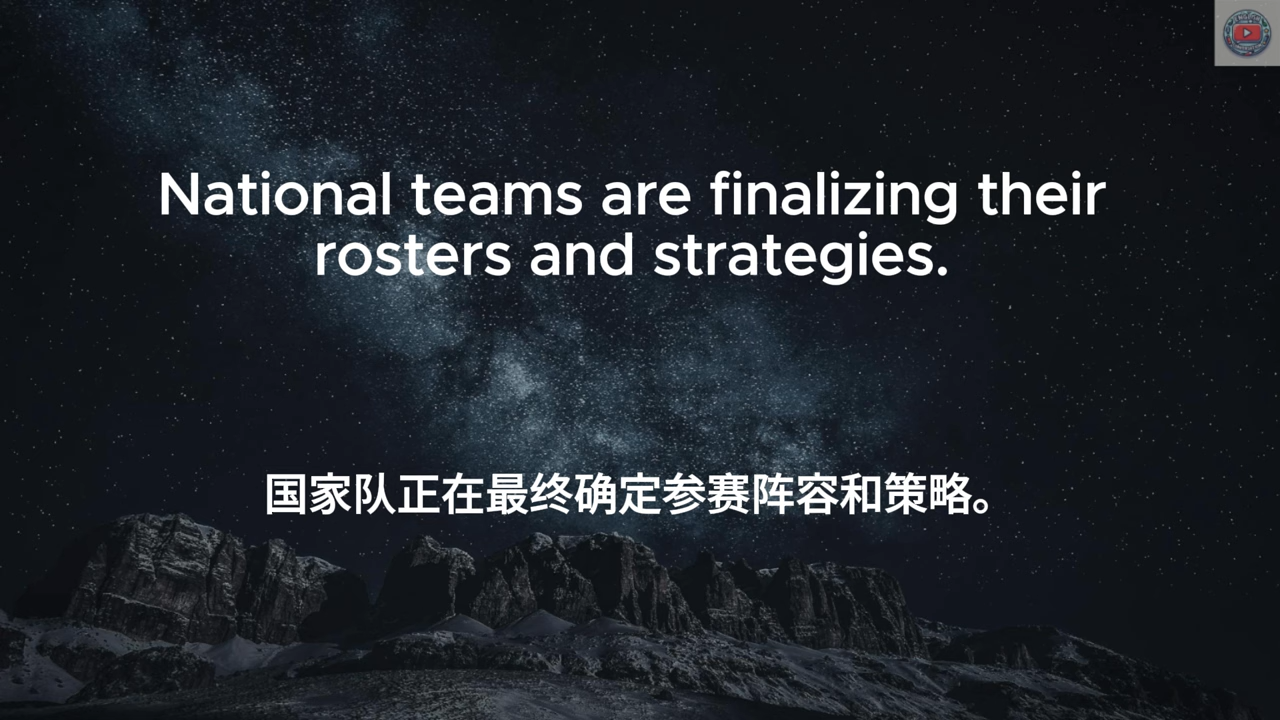 National teams are finalizing their
rosters and strategies.
国家队正在最终确定参赛阵容和策略。